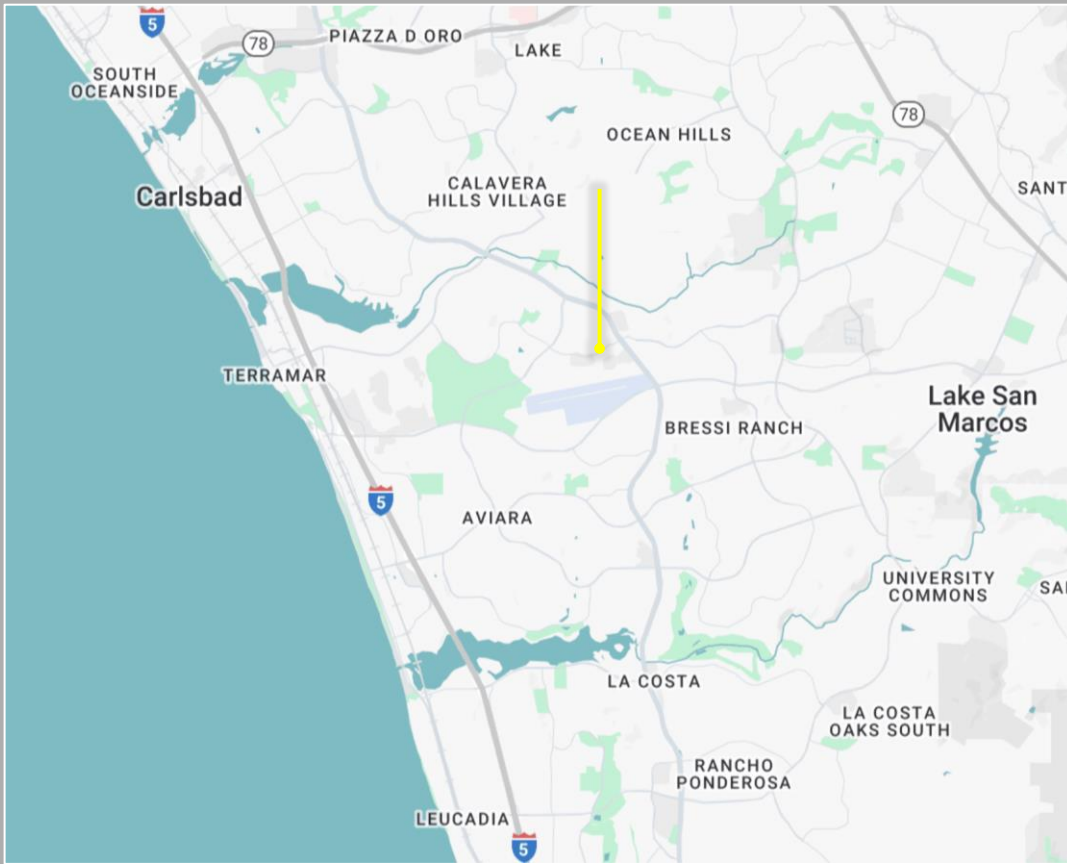 5
78
PIAZZA D ORO
LAKE
SOUTH
OCEANSIDE
78
OCEAN HILLS
CALAVERA
HILLS VILLAGE
Carlsbad
SANT
TERRAMAR
Lake San
Marcos
BRESSI RANCH
5
AVIARA
UNIVERSITY
COMMONS
SAI
LA COSTA
LA COSTA
OAKS SOUTH
RANCHO
PONDEROSA
LEUCADIA
5